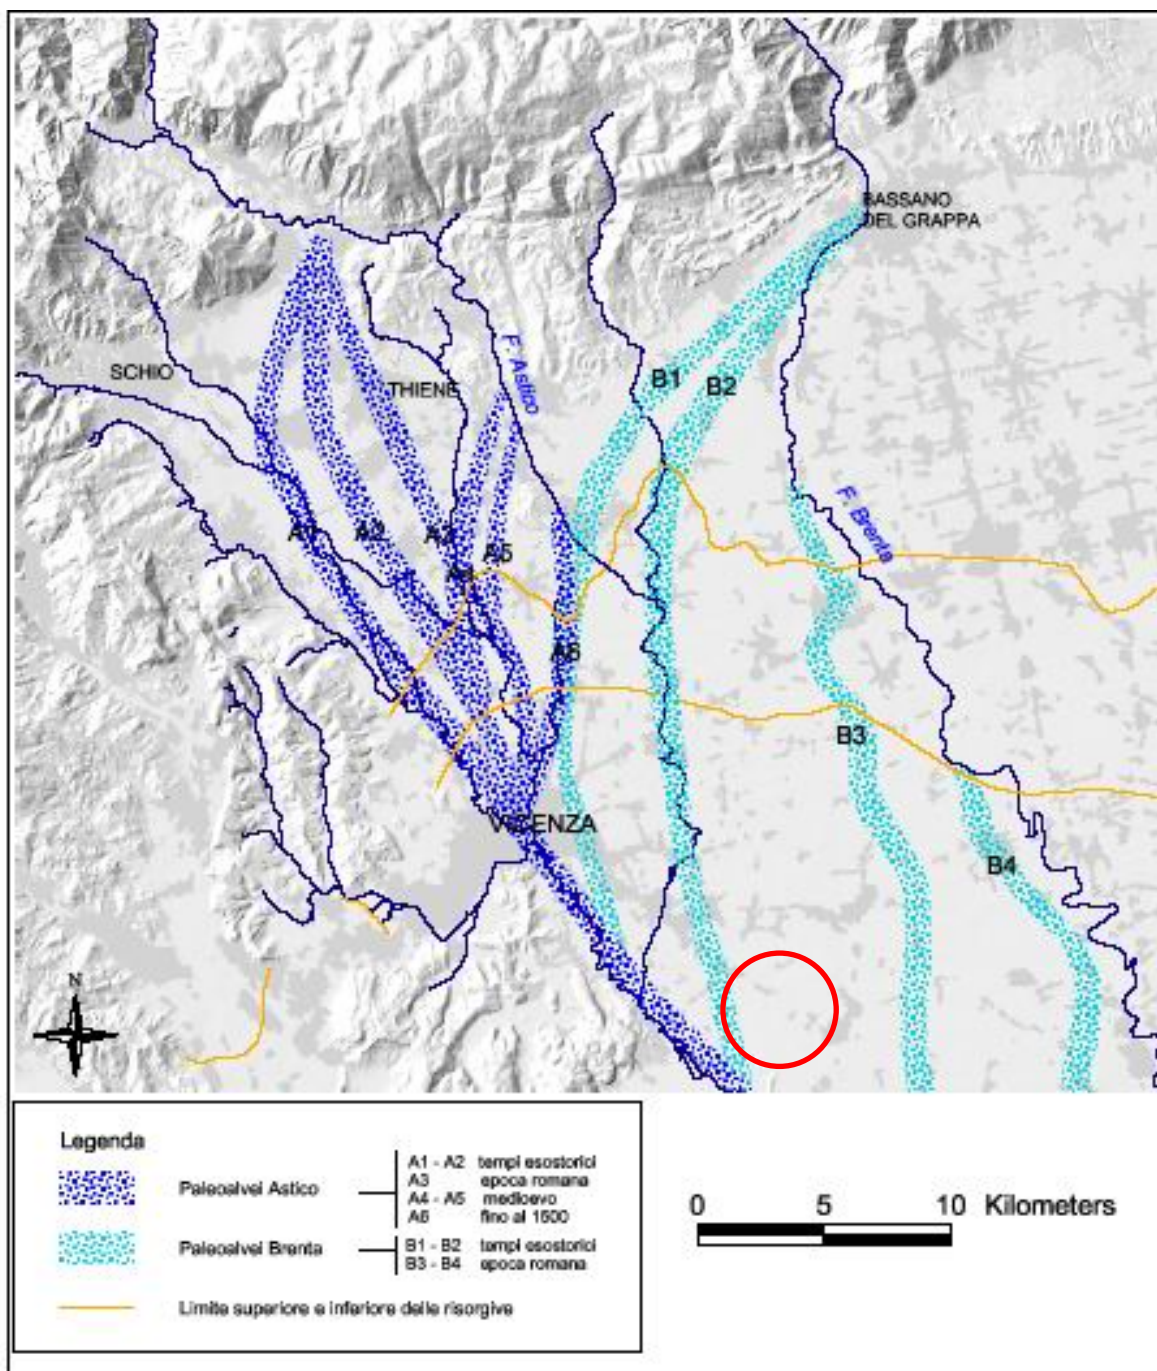 BASSANO
DEL GRAPPA
SCHIO
THIENE
F. Astico
B1
B2
F. Brenta
A1
A2
A3
A5
A4
A6
B3
VICENZA
B4
N
Legenda
Paleoalvei Astico
A1 - A2 tempi esostorici
A3 epoca romana
A4 - A5 medioevo
A6 fino al 1600
Paleoalvei Brenta
B1 - B2 tempi esostorici
B3 - B4 epoca romana
Limite superiore e inferiore delle risorgive
0 5 10 Kilometers